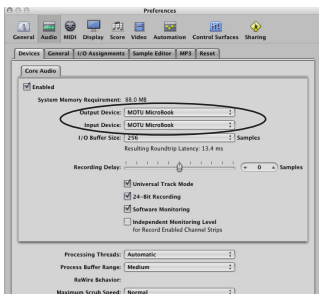 Preferences
General Audio MIDI Display Score Video Automation Control Surfaces Sharing
Devices General I/O Assignments Sample Editor MP3 Reset
Core Audio
Enabled
System Memory Requirement: 88.0 MB
Output Device: MOTU MicroBook
Input Device: MOTU MicroBook
I/O Buffer Size: 256 Samples
Resulting Roundtrip Latency: 13.4 ms
Recording Delay: 0 Samples
Universal Track Mode
24-Bit Recording
Software Monitoring
Independent Monitoring Level
for Record Enabled Channel Strips
Processing Threads: Automatic
Process Buffer Range: Medium
ReWire Behavior:
Maximum Scrub Speed: Normal